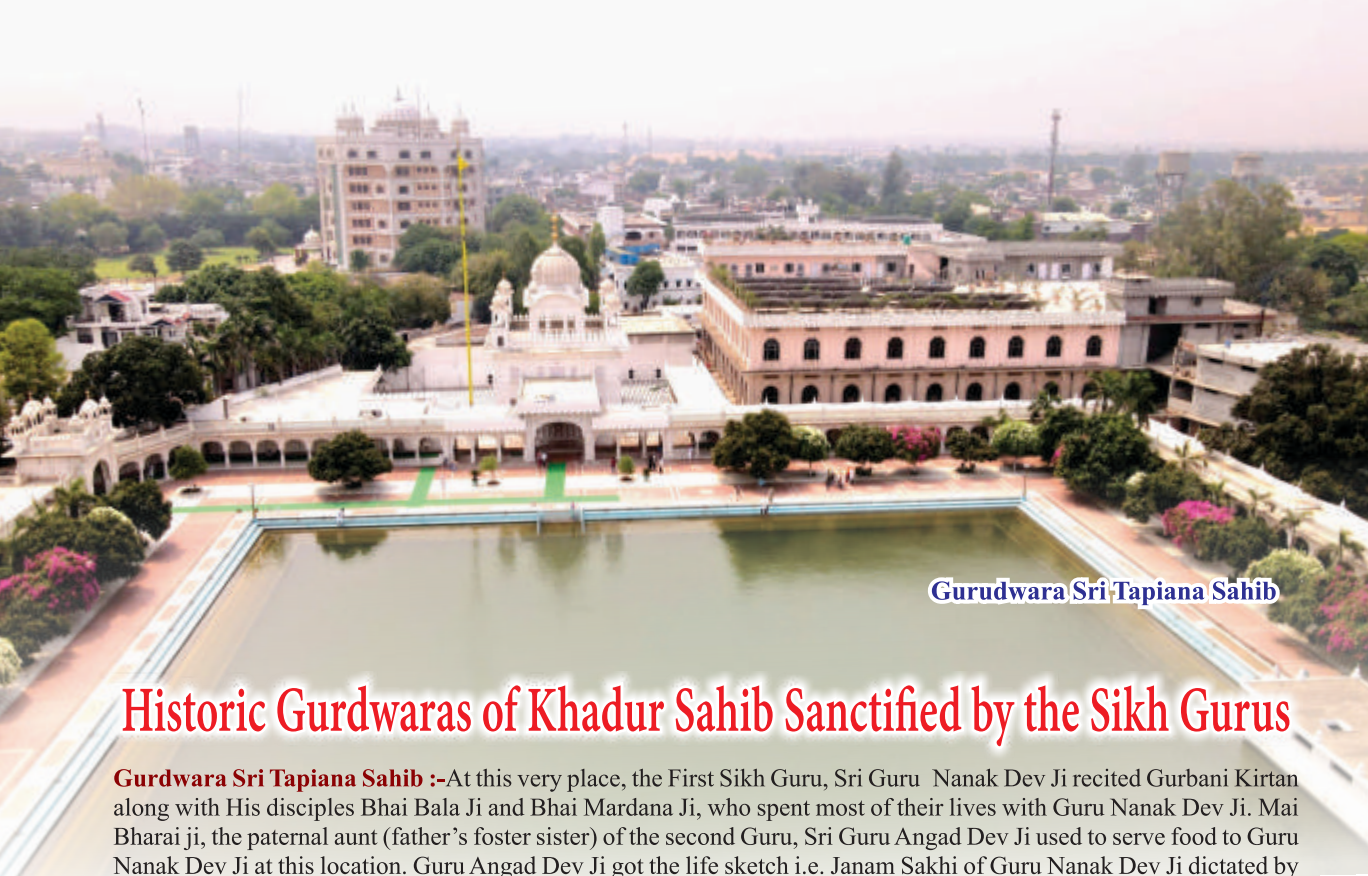 Gurudwara Sri Tapiana Sahib
Historic Gurdwaras of Khadur Sahib Sanctified by the Sikh Gurus
Gurdwara Sri Tapiana Sahib :-At this very place, the First Sikh Guru, Sri Guru  Nanak Dev Ji recited Gurbani Kirtan
along with His disciples Bhai Bala Ji and Bhai Mardana Ji, who spent most of their lives with Guru Nanak Dev Ji. Mai
Bharai ji, the paternal aunt (father’s foster sister) of the second Guru, Sri Guru Angad Dev Ji used to serve food to Guru
Nanak Dev Ji at this location. Guru Angad Dev Ji got the life sketch i.e. Janam Sakhi of Guru Nanak Dev Ji dictated by